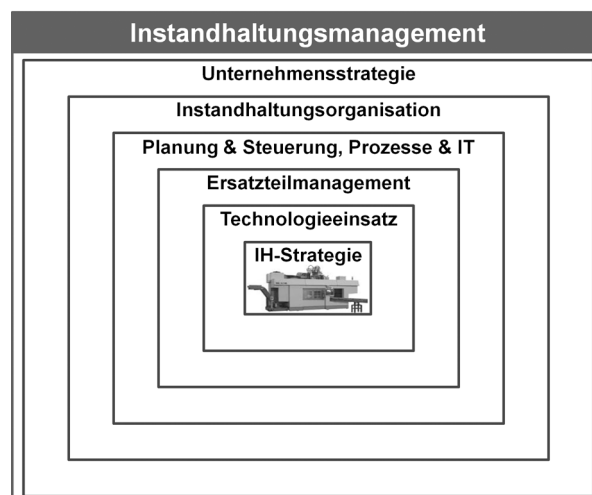 Instandhaltungsmanagement
Unternehmensstrategie
Instandhaltungsorganisation
Planung & Steuerung, Prozesse & IT
Ersatzteilmanagement
Technologieeinsatz
IH-Strategie